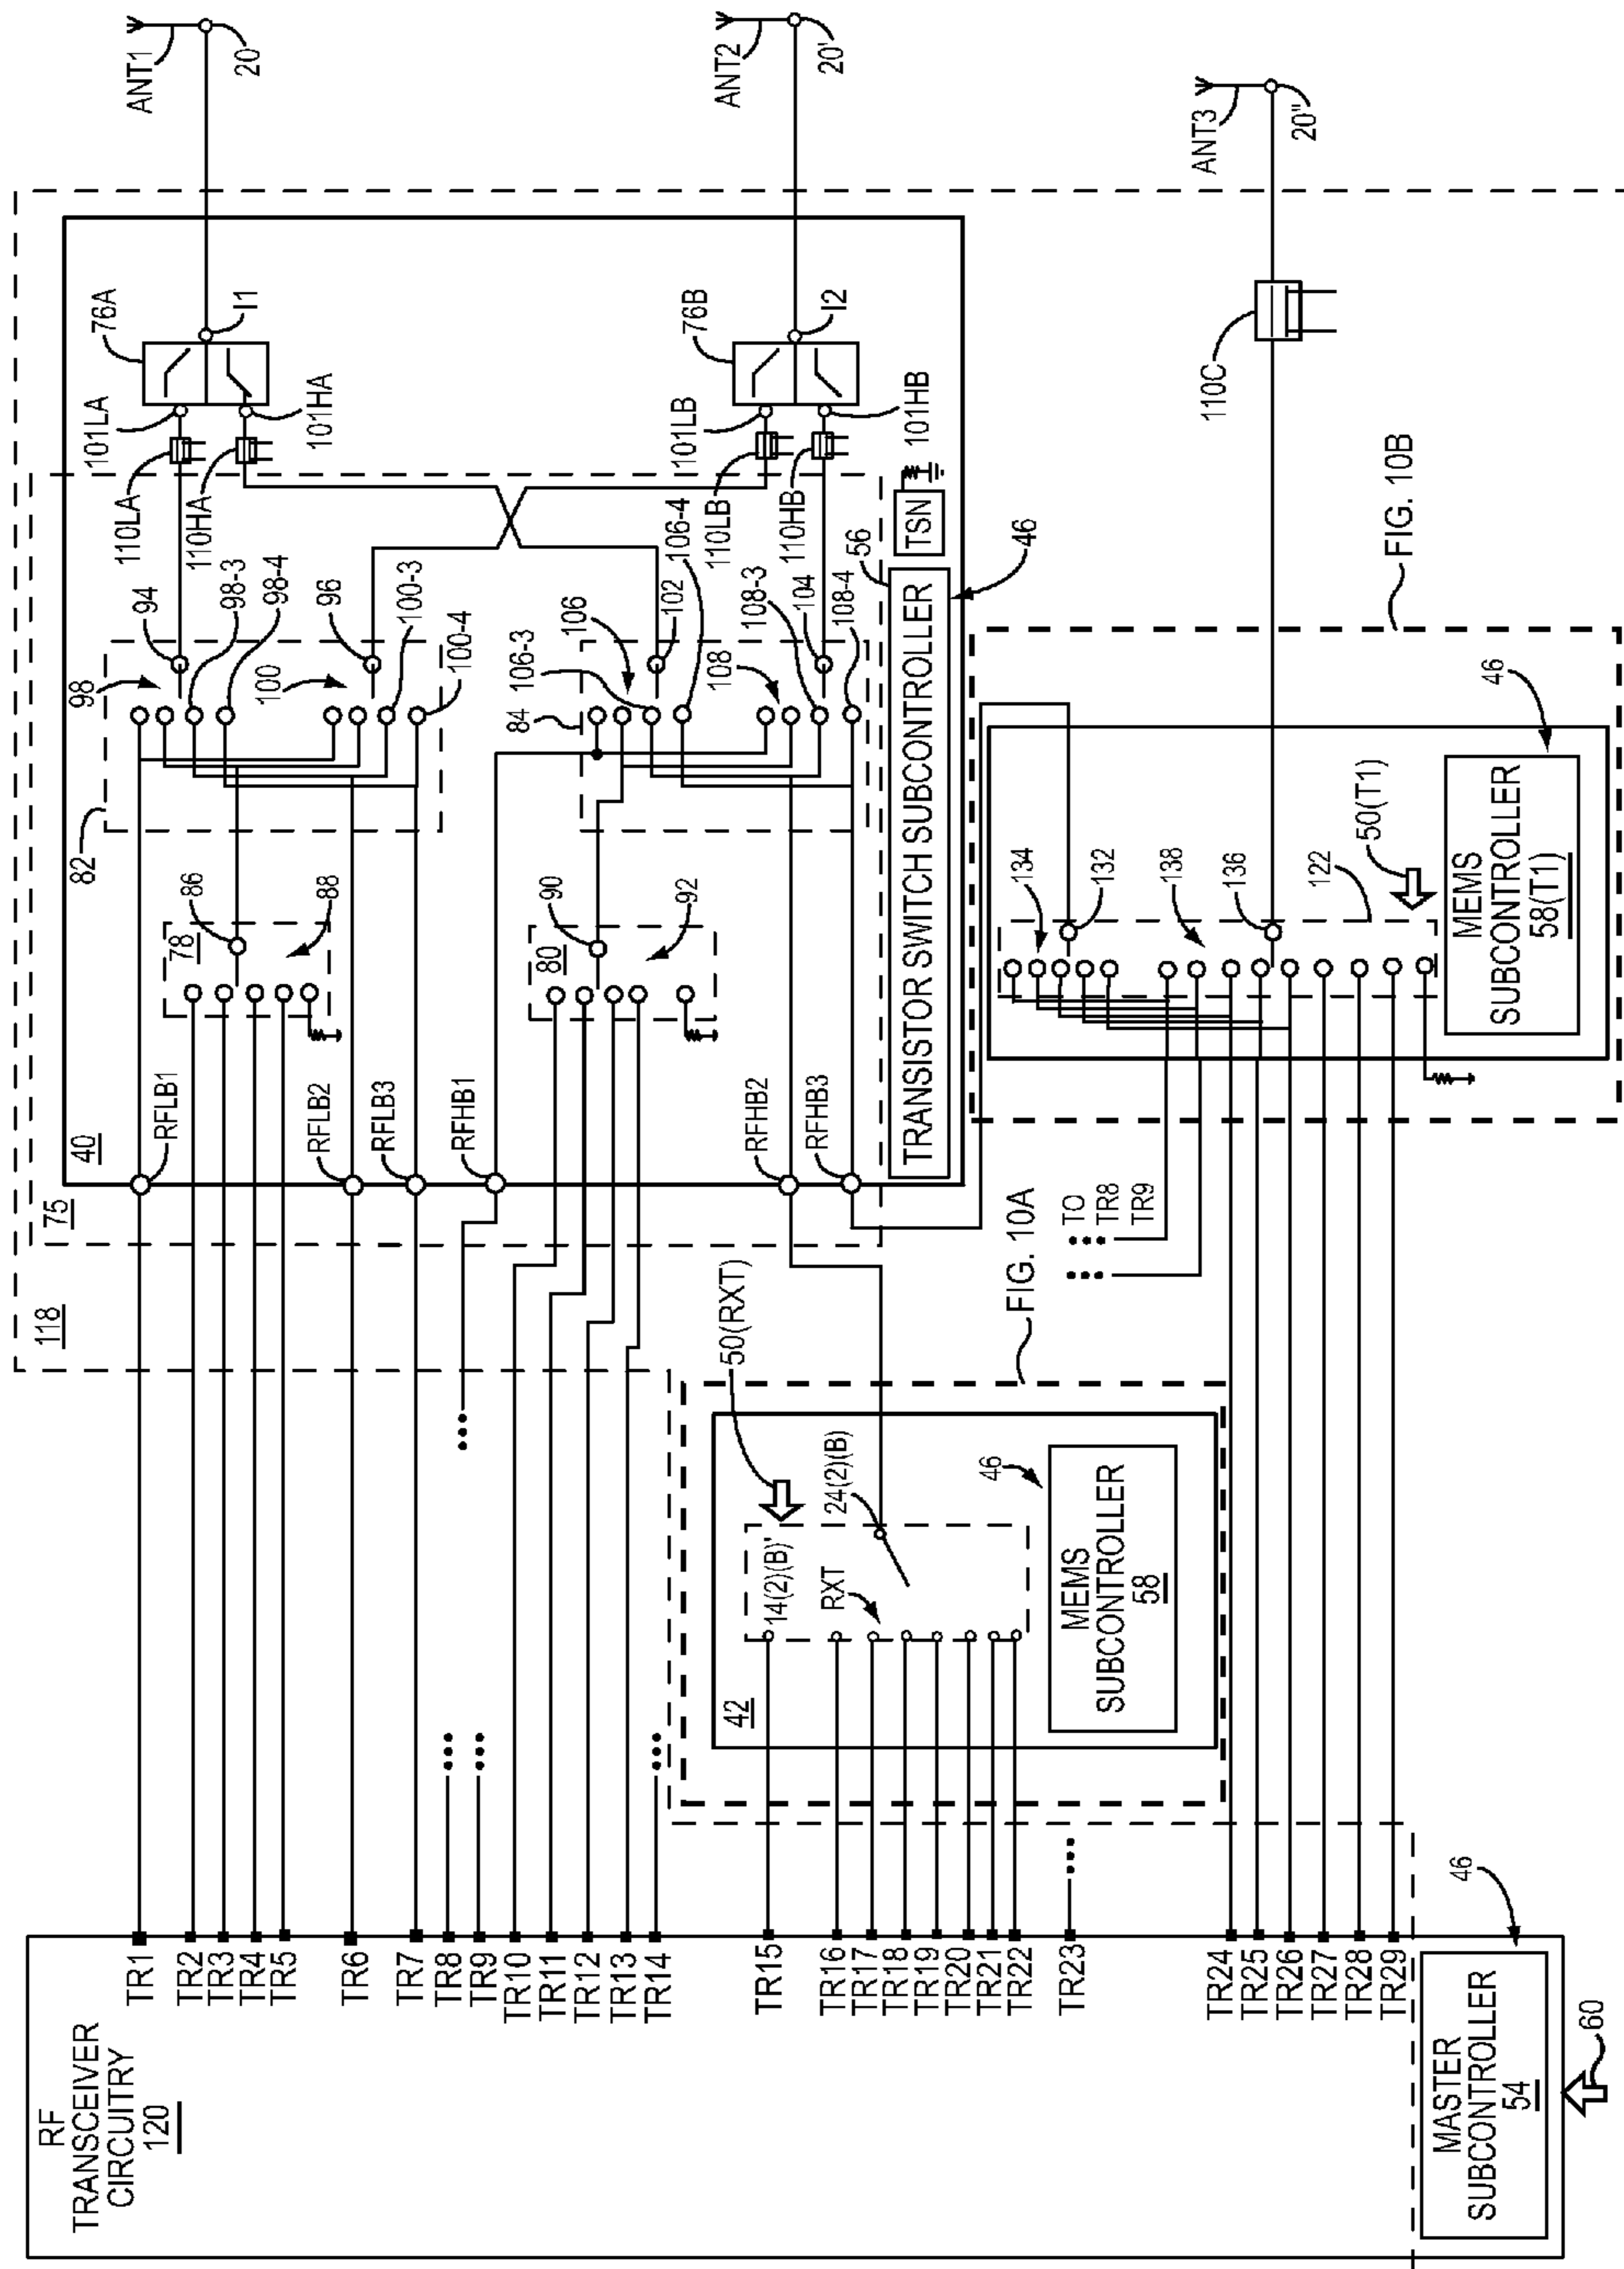 RF
TRANSCEIVER
CIRCUITRY
120
TR1
TR2
TR3
TR4
TR5
TR6
TR7
TR8
TR9
TR10
TR11
TR12
TR13
TR14
TR15
TR16
TR17
TR18
TR19
TR20
TR21
TR22
TR23
TR24
TR25
TR26
TR27
TR28
TR29
MASTER
SUBCONTROLLER
54
46
60
118
75
40
RFLB1
RFLB2
RFLB3
RFHB1
RFHB2
RFHB3
78
86
88
80
90
92
82
98
94
98-3
98-4
100
96
100-3
100-4
84
106-3
106
102
106-4
108
108-3
104
108-4
110LA
110HA
101LA
101HA
76A
I1
ANT1
20
110LB
110HB
101LB
101HB
76B
I2
ANT2
20'
TSN
TRANSISTOR SWITCH SUBCONTROLLER
56
46
42
14(2)(B)'
RXT
24(2)(B)
50(RXT)
MEMS
SUBCONTROLLER
58
46
FIG. 10A
TO
TR8
TR9
134
132
138
136
122
50(T1)
MEMS
SUBCONTROLLER
58(T1)
46
FIG. 10B
110C
ANT3
20"